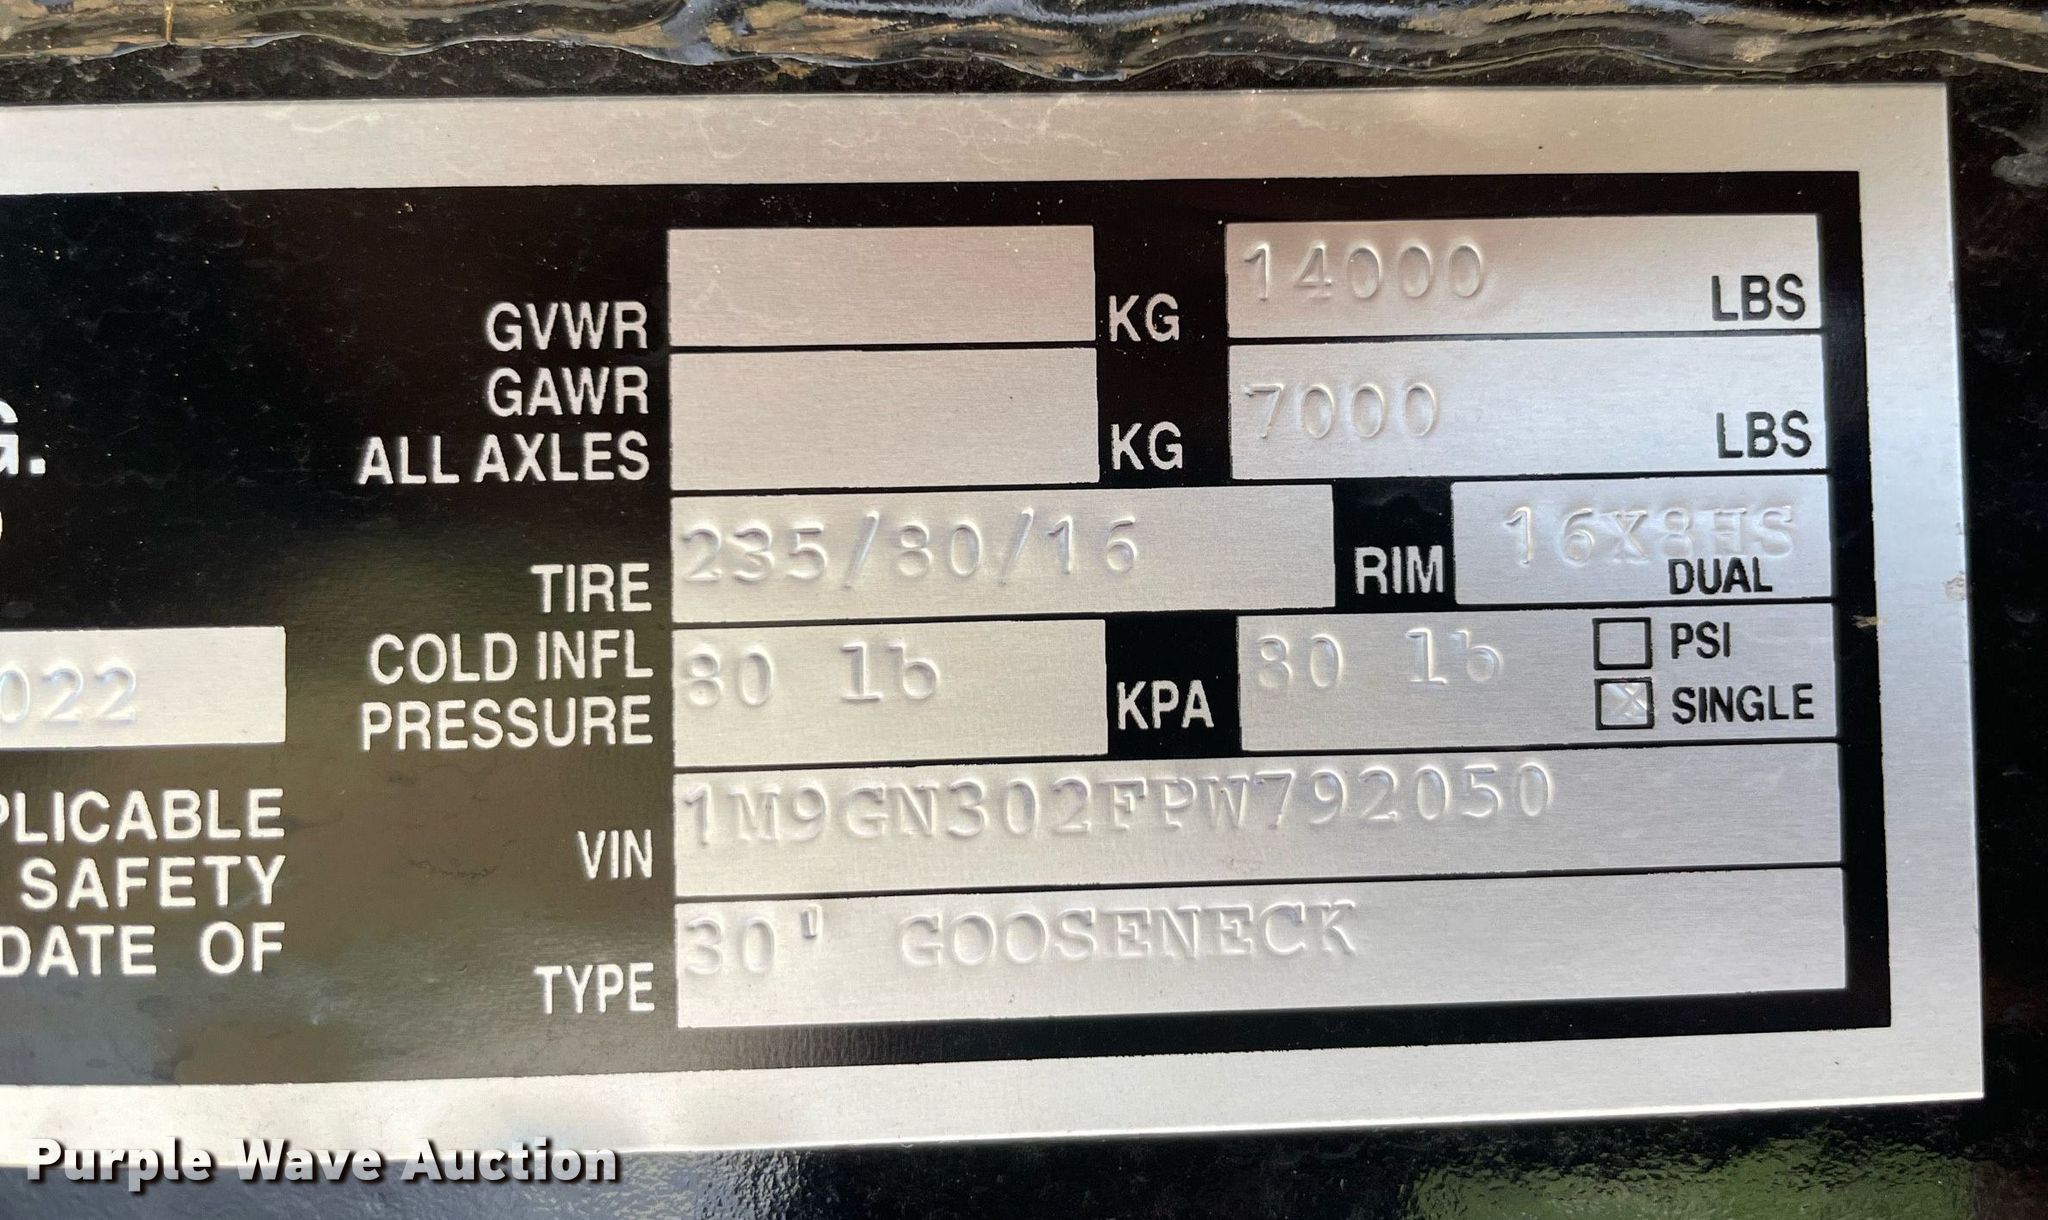 GVWR KG 14000 LBS
GAWR
ALL AXLES KG 7000 LBS
G.
TIRE 235/80/16 RIM 16X8HS
DUAL
COLD INFL
PRESSURE 80 lb KPA 80 lb PSI
X SINGLE
022
VIN 1M9GN302FPW792050
PLICABLE
SAFETY
DATE OF
TYPE 30' GOOSENECK
Purple Wave Auction